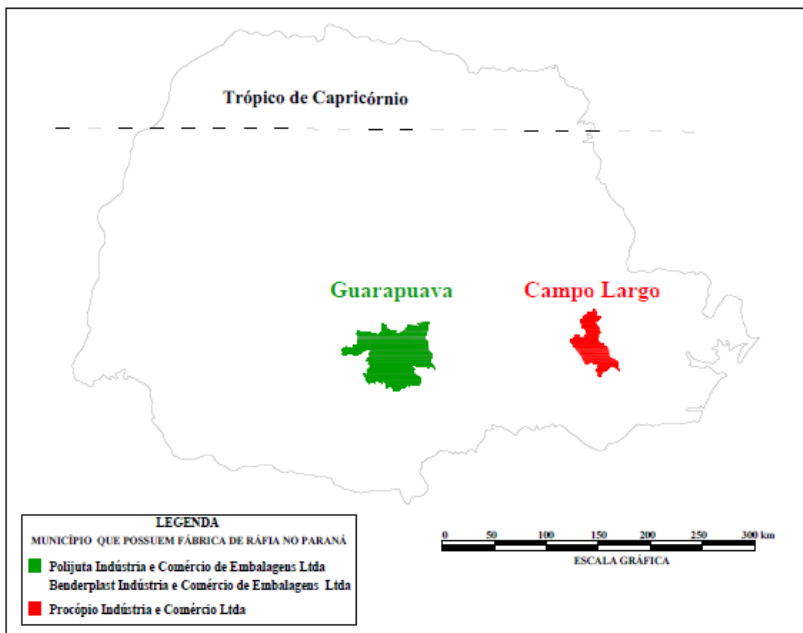 Trópico de Capricórnio
Guarapuava
Campo Largo
LEGENDA
MUNICÍPIO QUE POSSUEM FÁBRICA DE RÁFIA NO PARANÁ
Polijuta Indústria e Comércio de Embalagens Ltda
Benderplast Indústria e Comércio de Embalagens Ltda
Procópio Indústria e Comércio Ltda
0 50 100 150 200 250 300 km
ESCALA GRÁFICA